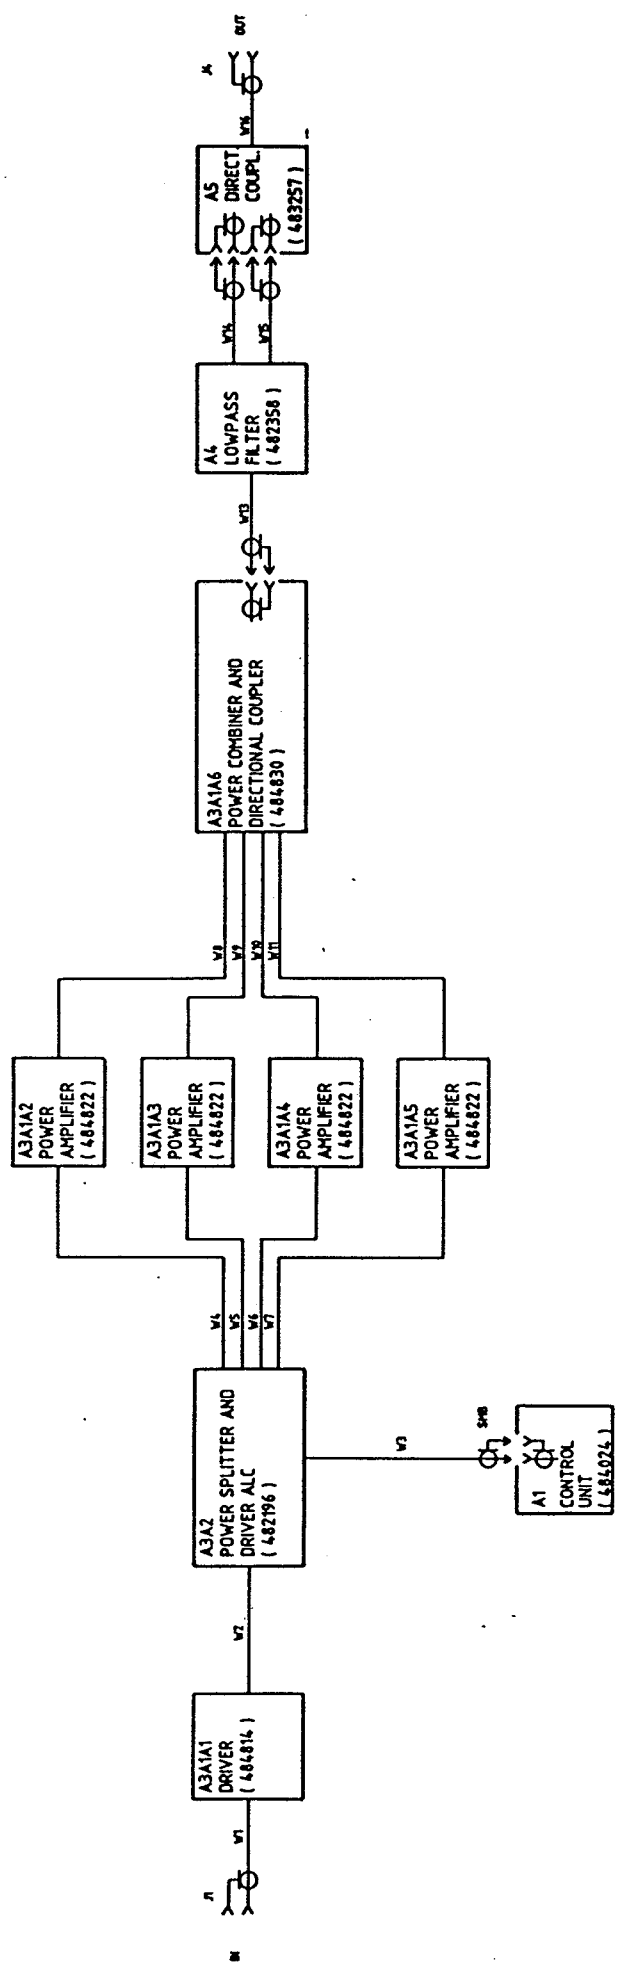 IN
J1
W1
A3A1A1
DRIVER
( 484814 )
W2
A3A2
POWER SPLITTER AND
DRIVER ALC
( 482196 )
W3
SMB
A1
CONTROL
UNIT
( 484024 )
W4
W5
W6
W7
A3A1A2
POWER
AMPLIFIER
( 484822 )
A3A1A3
POWER
AMPLIFIER
( 484822 )
A3A1A4
POWER
AMPLIFIER
( 484822 )
A3A1A5
POWER
AMPLIFIER
( 484822 )
W8
W9
W10
W11
A3A1A6
POWER COMBINER AND
DIRECTIONAL COUPLER
( 484830 )
W13
A4
LOWPASS
FILTER
( 482358 )
W14
W15
A5
DIRECT.
COUPL.
( 483257 )
W16
J4
OUT